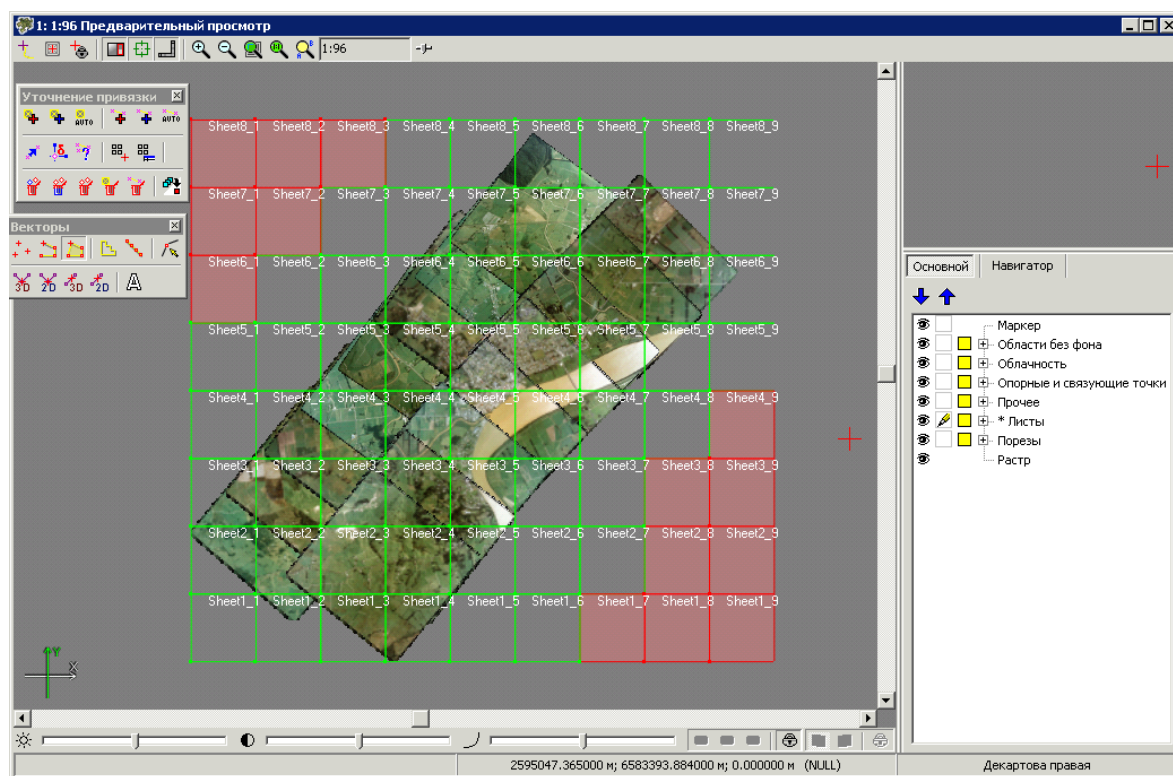 1: 1:96 Предварительный просмотр
1:96
Уточнение привязки
AUTO AUTO
Векторы
3D 2D 3D 2D A
Sheet8_1 Sheet8_2 Sheet8_3 Sheet8_4 Sheet8_5 Sheet8_6 Sheet8_7 Sheet8_8 Sheet8_9
Sheet7_1 Sheet7_2 Sheet7_3 Sheet7_4 Sheet7_5 Sheet7_6 Sheet7_7 Sheet7_8 Sheet7_9
Sheet6_1 Sheet6_2 Sheet6_3 Sheet6_4 Sheet6_5 Sheet6_6 Sheet6_7 Sheet6_8 Sheet6_9
Sheet5_1 Sheet5_2 Sheet5_3 Sheet5_4 Sheet5_5 Sheet5_6 Sheet5_7 Sheet5_8 Sheet5_9
Sheet4_1 Sheet4_2 Sheet4_3 Sheet4_4 Sheet4_5 Sheet4_6 Sheet4_7 Sheet4_8 Sheet4_9
Sheet3_1 Sheet3_2 Sheet3_3 Sheet3_4 Sheet3_5 Sheet3_6 Sheet3_7 Sheet3_8 Sheet3_9
Sheet2_1 Sheet2_2 Sheet2_3 Sheet2_4 Sheet2_5 Sheet2_6 Sheet2_7 Sheet2_8 Sheet2_9
Sheet1_1 Sheet1_2 Sheet1_3 Sheet1_4 Sheet1_5 Sheet1_6 Sheet1_7 Sheet1_8 Sheet1_9
Y
X
Основной Навигатор
Маркер
Области без фона
Облачность
Опорные и связующие точки
Прочее
* Листы
Порезы
Растр
2595047.365000 м; 6583393.884000 м; 0.000000 м (NULL)
Декартова правая